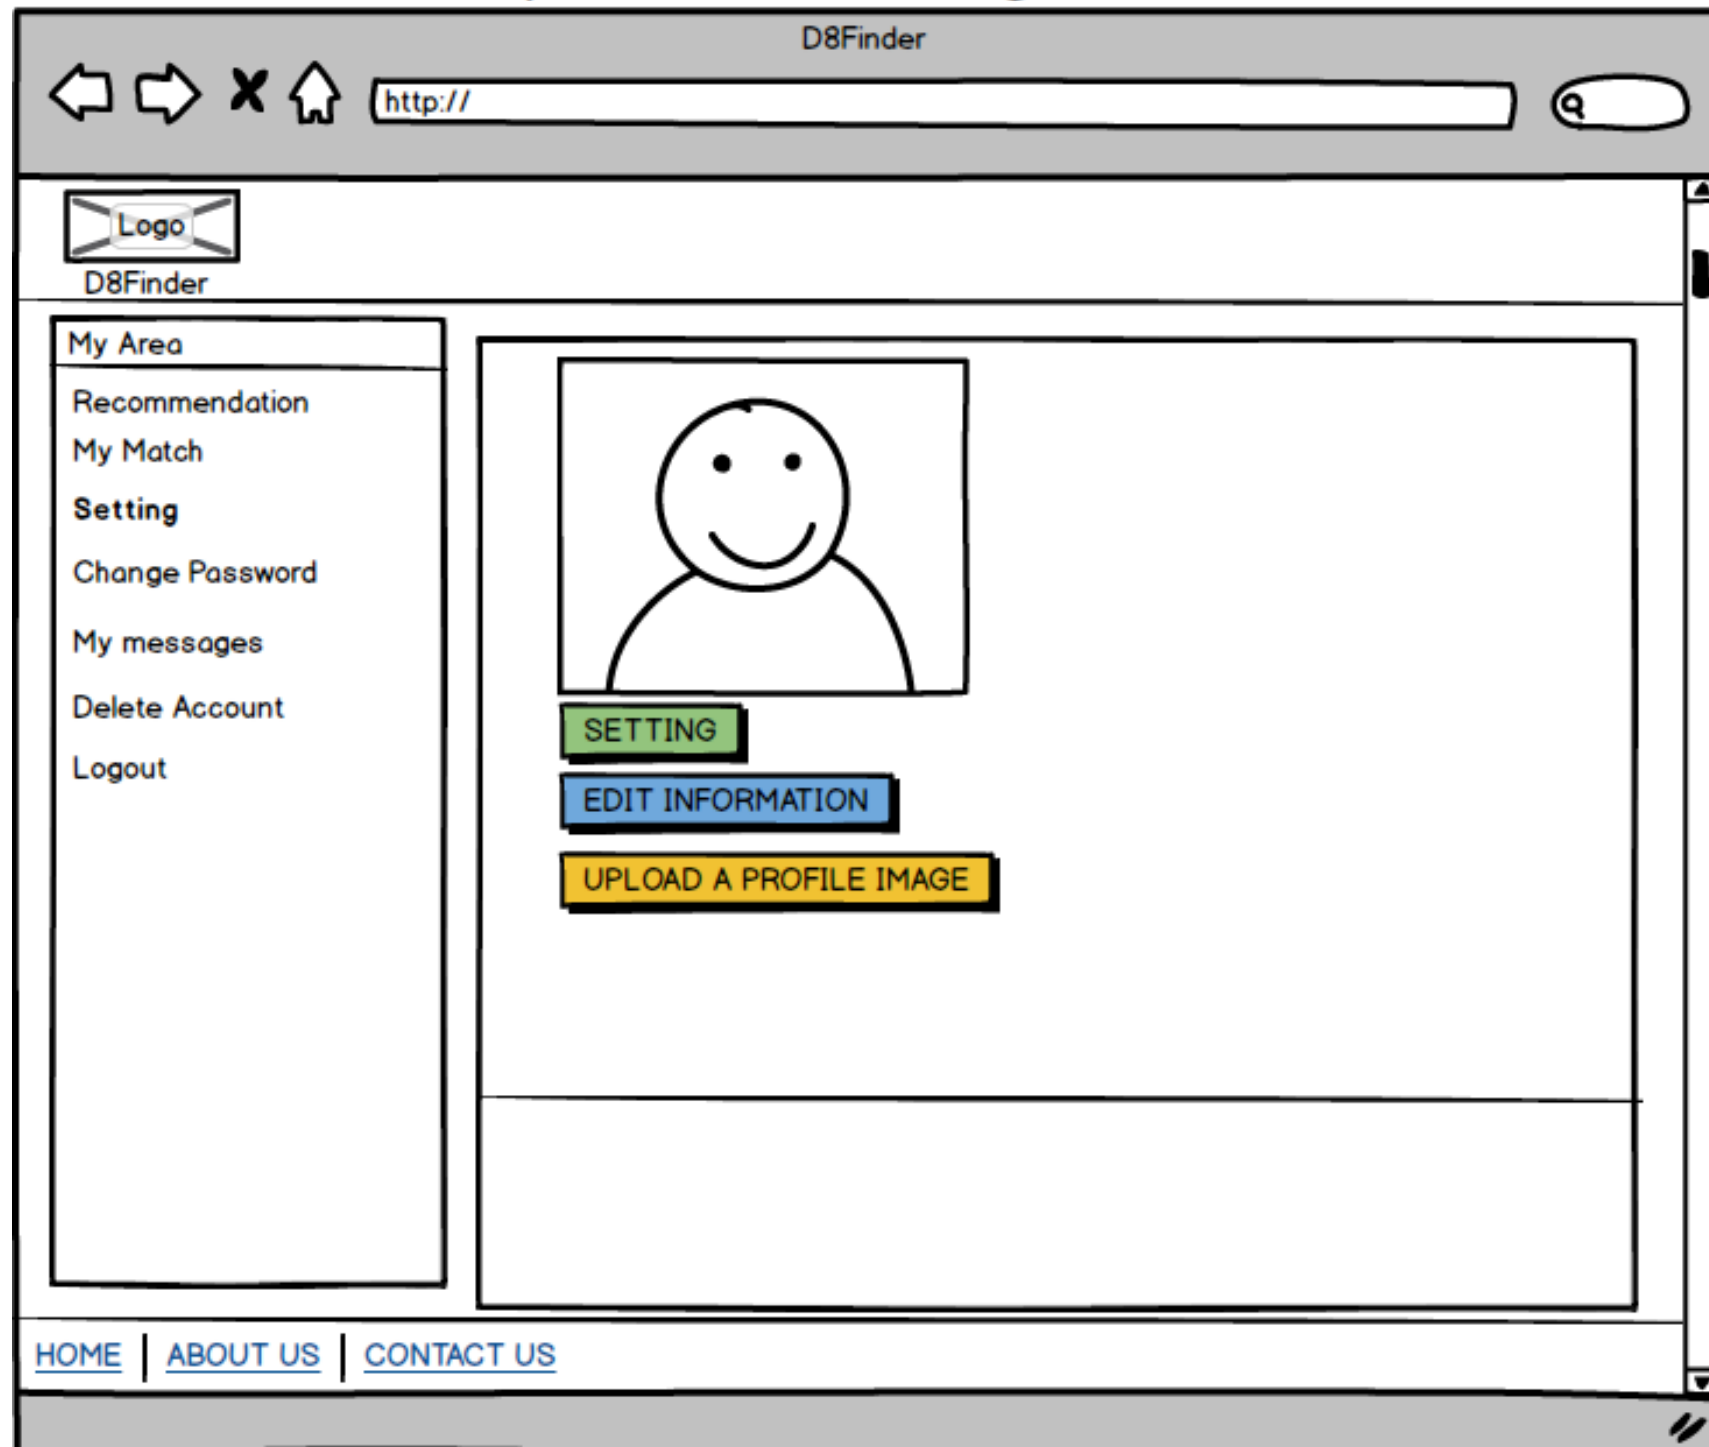 D8Finder
http://
Logo
D8Finder
My Area
Recommendation
My Match
Setting
Change Password
My messages
Delete Account
Logout
SETTING
EDIT INFORMATION
UPLOAD A PROFILE IMAGE
HOME ABOUT US CONTACT US